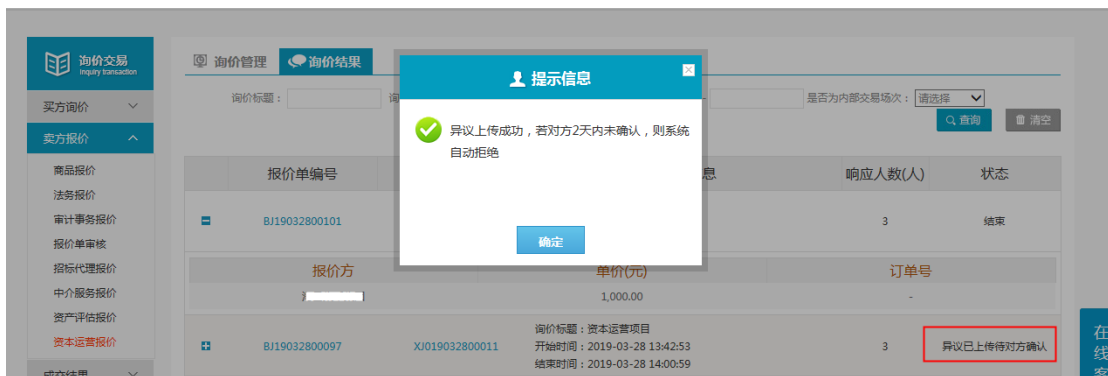 询价交易
Inquiry transaction
买方询价
卖方报价
商品报价
法务报价
审计事务报价
报价单审核
招标代理报价
中介服务报价
资产评估报价
资本运营报价
成交结果
询价管理
询价结果
询价标题：
询
是否为内部交易场次：
请选择
查询
清空
提示信息
异议上传成功，若对方2天内未确认，则系统
自动拒绝
确定
报价单编号
息
响应人数(人)
状态
BJ19032800101
3
结束
报价方
单价(元)
订单号
1,000.00
-
BJ19032800097
XJ019032800011
询价标题：资本运营项目
开始时间：2019-03-28 13:42:53
结束时间：2019-03-28 14:00:59
3
异议已上传待对方确认
在
线
客